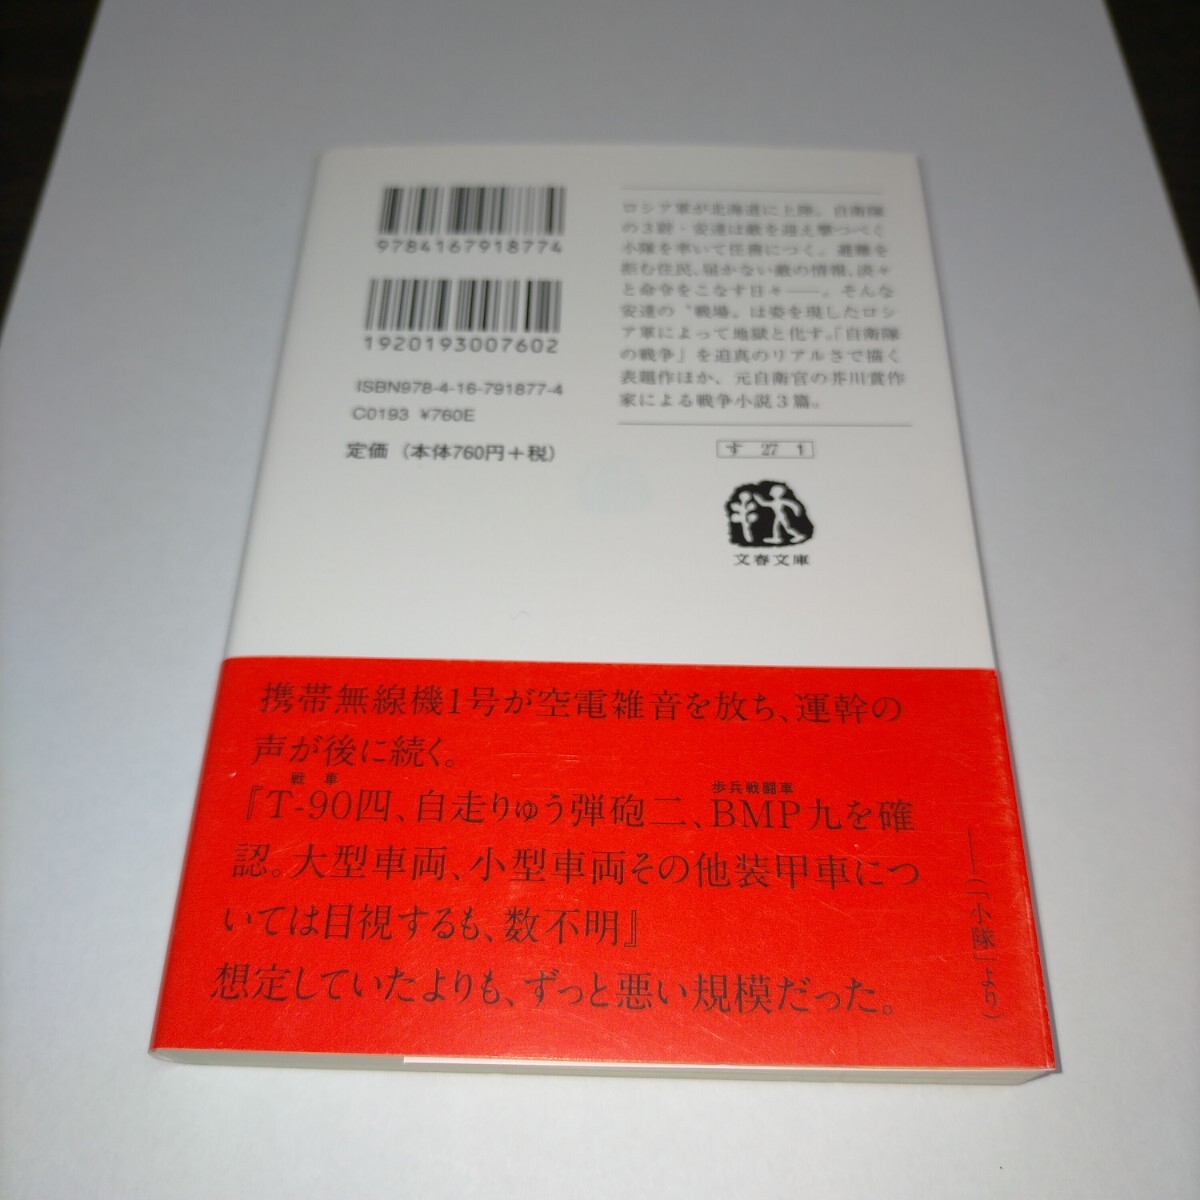 9784167918774
1920193007602
ISBN978-4-16-791877-4
C0193 ¥760E
定価（本体760円＋税）
ロシア軍が北海道に上陸。自衛隊
の3尉・安達は敵を迎え撃つべく
小隊を率いて任務につく。避難を
拒む住民、届かない敵の情報、淡々
と命令をこなす日々――。そんな
安達の〝戦場〟は姿を現したロシ
ア軍によって地獄と化す。「自衛隊
の戦争」を迫真のリアルさで描く
表題作ほか、元自衛官の芥川賞作
家による戦争小説3篇。
す 27 1
文春文庫
携帯無線機1号が空電雑音を放ち、運幹の
声が後に続く。
戦車
歩兵戦闘車
『T-90四、自走りゅう弾砲二、BMP九を確
認。大型車両、小型車両その他装甲車につ
いては目視するも、数不明』
想定していたよりも、ずっと悪い規模だった。
――（「小隊」より）